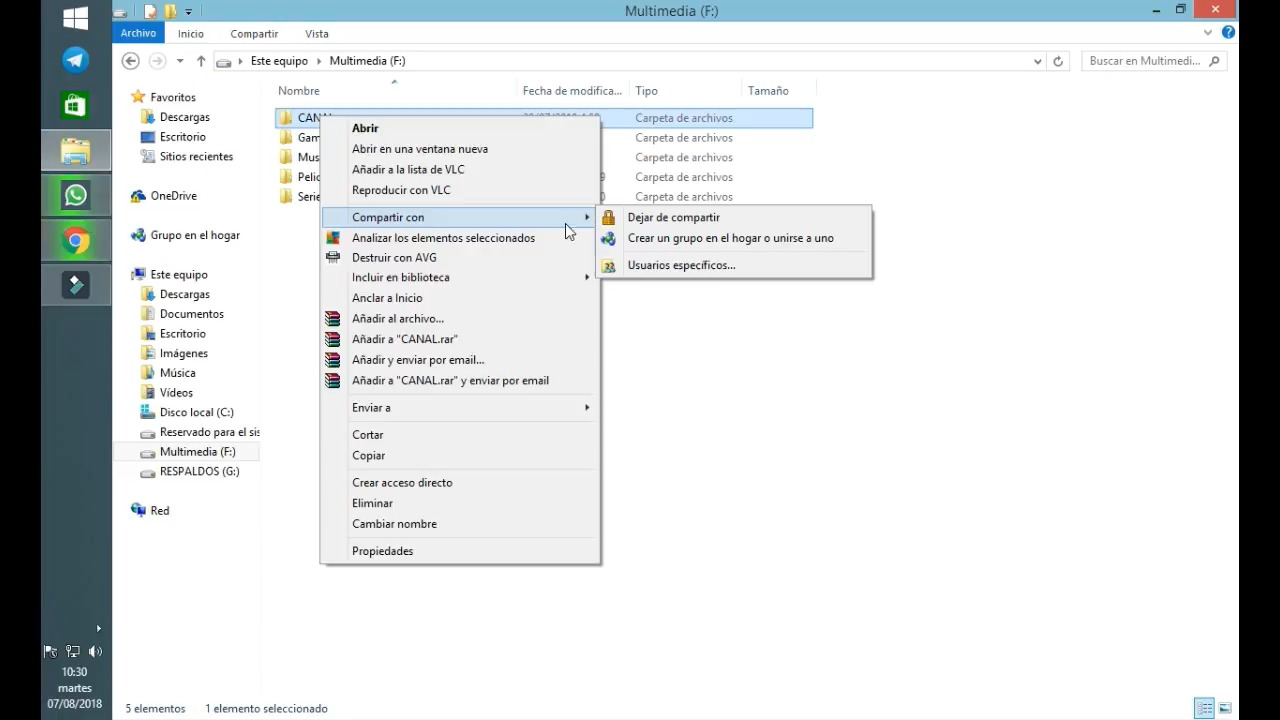 Multimedia (F:)
Archivo
Inicio
Compartir
Vista
Este equipo
Multimedia (F:)
Buscar en Multimedi...
Nombre
Fecha de modifica...
Tipo
Tamaño
Favoritos
Descargas
Escritorio
Sitios recientes
OneDrive
Grupo en el hogar
Este equipo
Descargas
Documentos
Escritorio
Imágenes
Música
Vídeos
Disco local (C:)
Reservado para el sis
Multimedia (F:)
RESPALDOS (G:)
Red
Carpeta de archivos
Carpeta de archivos
Carpeta de archivos
Carpeta de archivos
Carpeta de archivos
Abrir
Abrir en una ventana nueva
Añadir a la lista de VLC
Reproducir con VLC
Compartir con
Analizar los elementos seleccionados
Destruir con AVG
Incluir en biblioteca
Anclar a Inicio
Añadir al archivo...
Añadir a "CANAL.rar"
Añadir y enviar por email...
Añadir a "CANAL.rar" y enviar por email
Enviar a
Cortar
Copiar
Crear acceso directo
Eliminar
Cambiar nombre
Propiedades
Dejar de compartir
Crear un grupo en el hogar o unirse a uno
Usuarios específicos...
10:30
martes
07/08/2018
5 elementos
1 elemento seleccionado